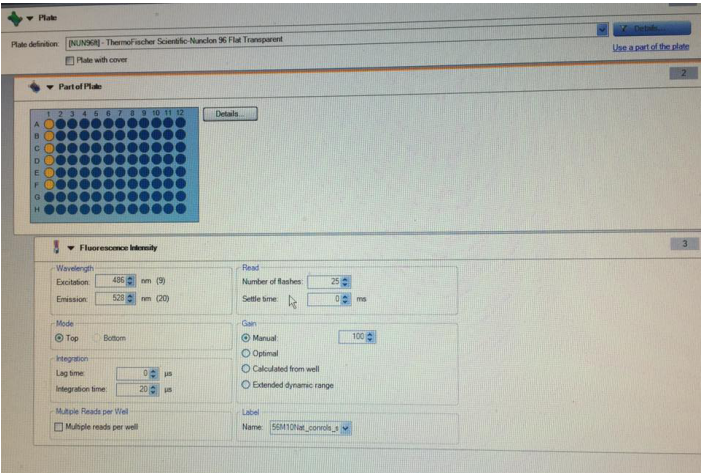 Plate
Plate definition: [NUN96ft] - ThermoFischer Scientific-Nunclon 96 Flat Transparent Details...
Plate with cover Use a part of the plate
Part of Plate 2
1 2 3 4 5 6 7 8 9 10 11 12 Details...
A
B
C
D
E
F
G
H
Fluorescence Intensity 3
Wavelength Read
Excitation: 486 nm (9) Number of flashes: 25
Emission: 528 nm (20) Settle time: 0 ms
Mode Gain
Top Bottom Manual: 100
Optimal
Integration Calculated from well
Lag time: 0 µs
Extended dynamic range
Integration time: 20 µs
Multiple Reads per Well Label
Multiple reads per well Name: 56M10Nat_conrols_s